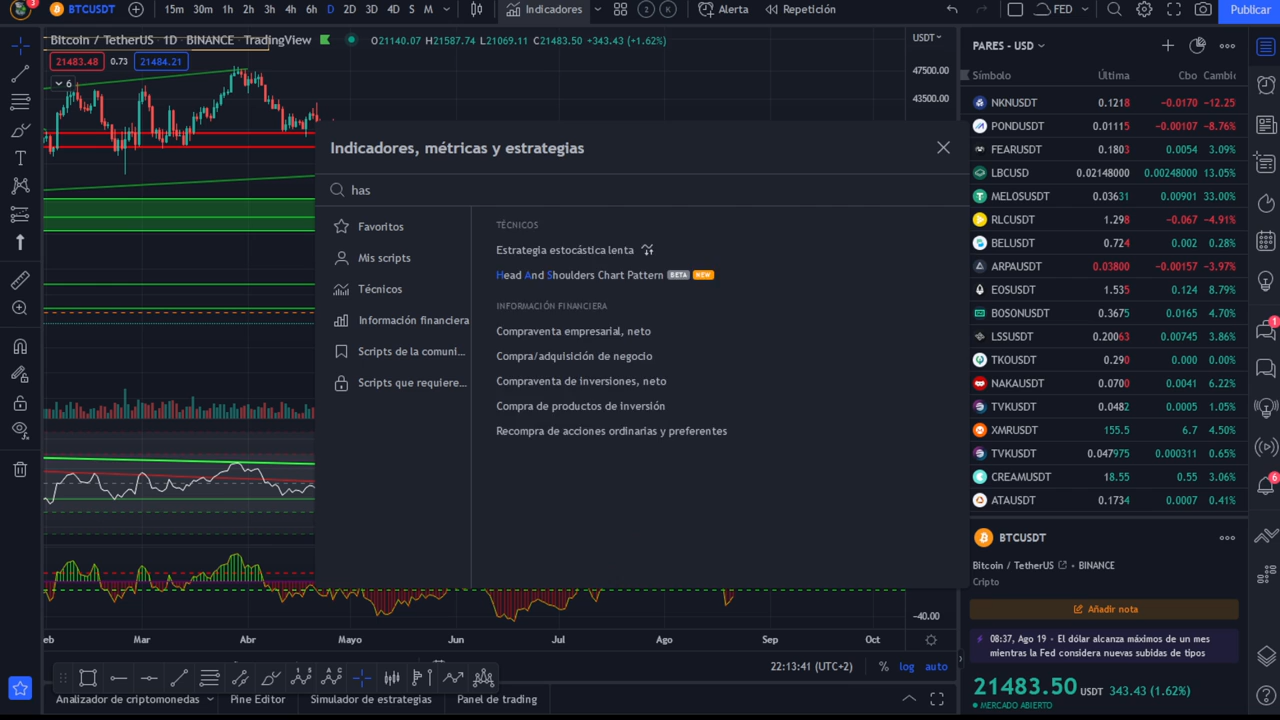 3
BTCUSDT 15m 30m 1h 2h 3h 4h 6h D 2D 3D 4D S M Indicadores 2 K Alerta Repetición FED Publicar
Bitcoin / TetherUS 1D BINANCE TradingView O21140.07 H21587.74 L21069.11 C21483.50 +343.43 (+1.62%) USDT
21483.48 0.73 21484.21
6
47500.00
43500.00
Indicadores, métricas y estrategias
has
Favoritos
Mis scripts
Técnicos
Información financiera
Scripts de la comuni...
Scripts que requiere...
TÉCNICOS
Estrategia estocástica lenta
Head And Shoulders Chart Pattern BETA NEW
INFORMACIÓN FINANCIERA
Compraventa empresarial, neto
Compra/adquisición de negocio
Compraventa de inversiones, neto
Compra de productos de inversión
Recompra de acciones ordinarias y preferentes
-40.00
eb Mar Abr Mayo Jun Jul Ago Sep Oct
22:13:41 (UTC+2) % log auto
Analizador de criptomonedas Pine Editor Simulador de estrategias Panel de trading
PARES - USD
Símbolo Última Cbo Cambic
NKNUSDT 0.1218 -0.0170 -12.25
PONDUSDT 0.01115 -0.00107 -8.76%
FEARUSDT 0.1803 0.0054 3.09%
LBCUSD 0.02148000 0.00248000 13.05%
MELOSUSDT 0.03631 0.00901 33.00%
RLCUSDT 1.298 -0.067 -4.91%
BELUSDT 0.724 0.002 0.28%
ARPAUSDT 0.03800 -0.00157 -3.97%
EOSUSDT 1.535 0.124 8.79%
BOSONUSDT 0.3675 0.0165 4.70%
LSSUSDT 0.20063 0.00745 3.86%
TKOUSDT 0.290 0.000 0.00%
NAKAUSDT 0.0700 0.0041 6.22%
TVKUSDT 0.0482 0.0005 1.05%
XMRUSDT 155.5 6.7 4.50%
TVKUSDT 0.047975 0.000311 0.65%
CREAMUSDT 18.55 0.55 3.06%
ATAUSDT 0.1734 0.0007 0.41%
BTCUSDT
Bitcoin / TetherUS • BINANCE
Cripto
Añadir nota
08:37, Ago 19 • El dólar alcanza máximos de un mes
mientras la Fed considera nuevas subidas de tipos
21483.50 USDT 343.43 (1.62%)
MERCADO ABIERTO
1
6